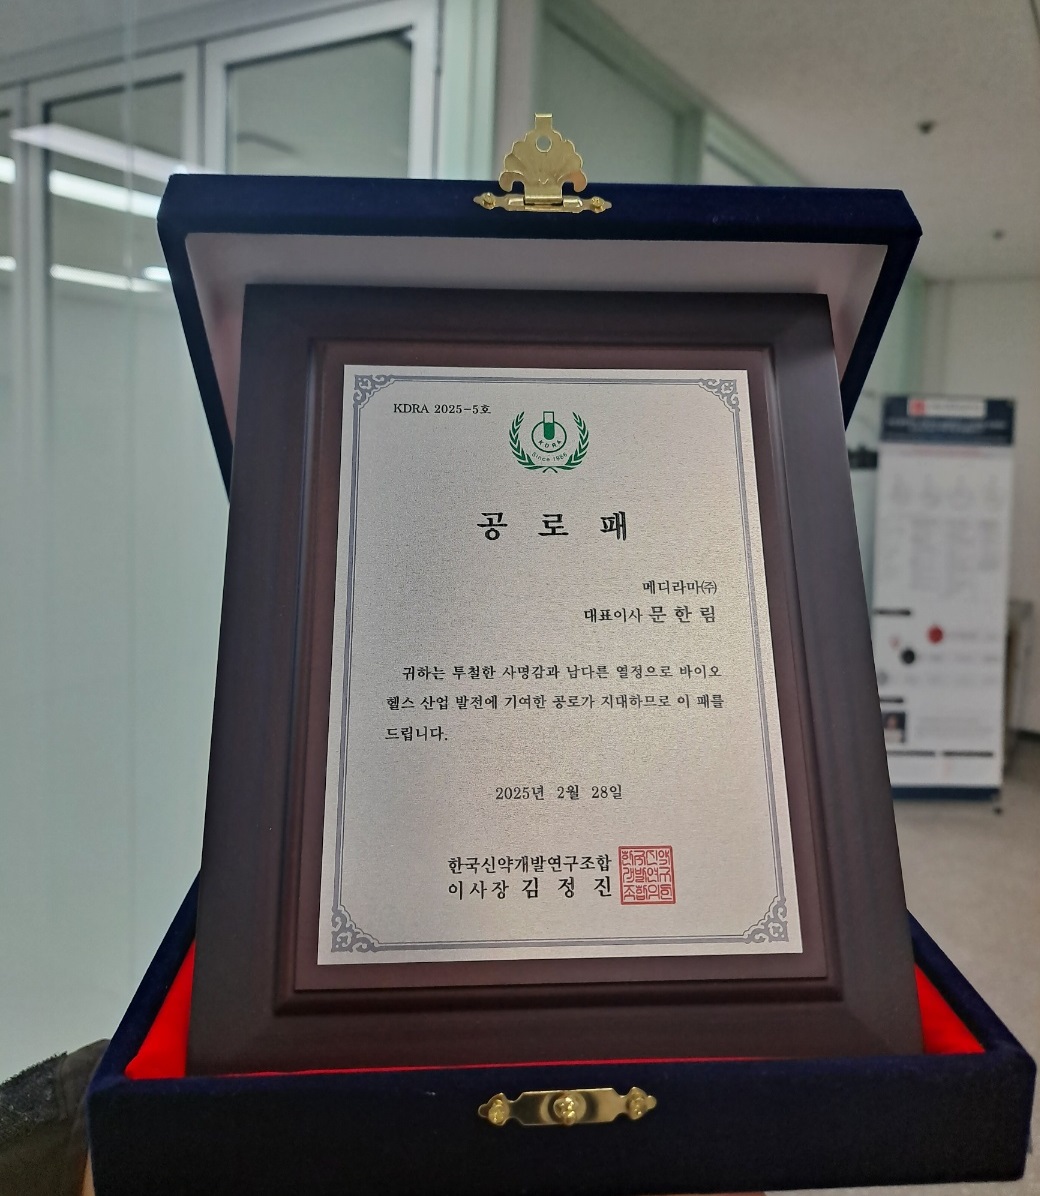 KDRA 2025-5호
KDRA
Since 1986
공 로 패
메디라마㈜
대표이사 문 한 림
귀하는 투철한 사명감과 남다른 열정으로 바이오
헬스 산업 발전에 기여한 공로가 지대하므로 이 패를
드립니다.
2025년 2월 28일
한국신약개발연구조합
이사장 김 정 진